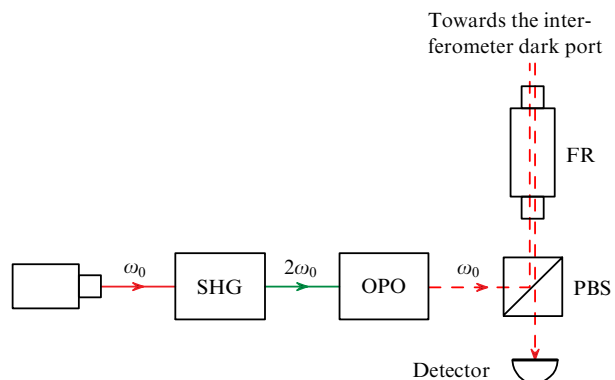 Towards the inter-
ferometer dark port
FR
ω₀
SHG
2ω₀
OPO
ω₀
PBS
Detector